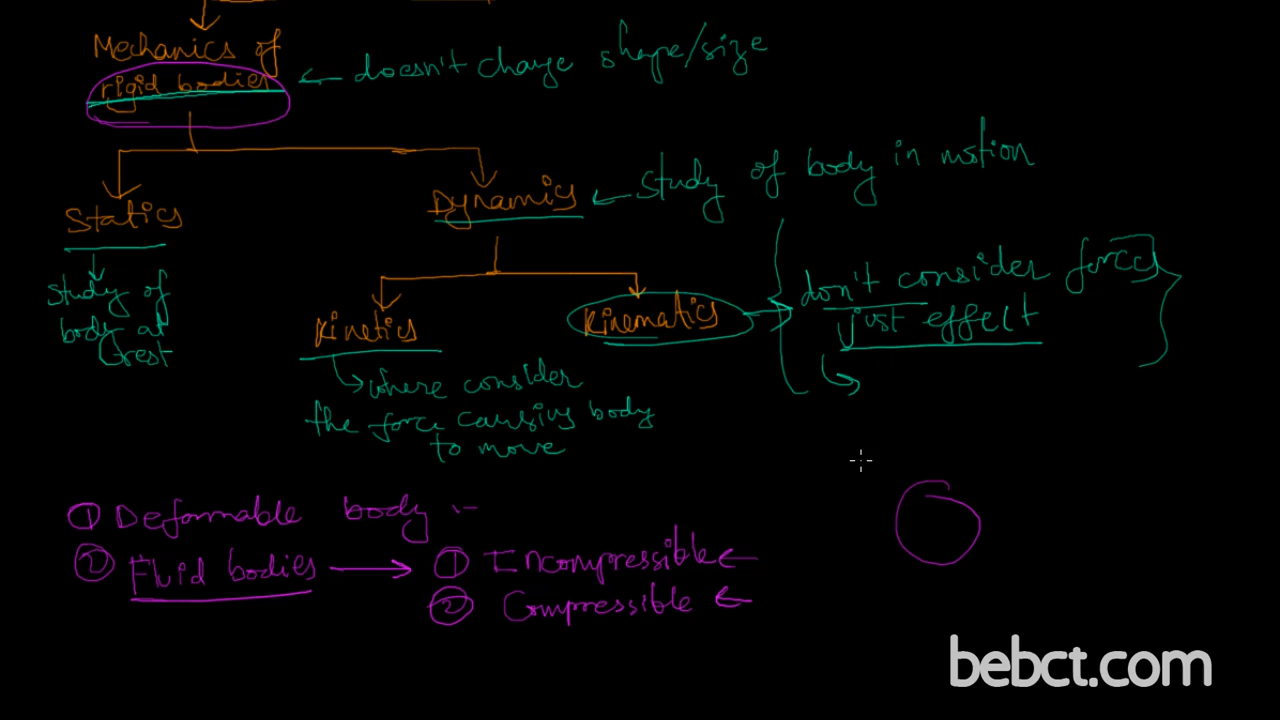 Mechanics of
rigid bodies
← doesn't change shape/size
Statics
Dynamics
← Study of body in motion
Study of
body at
rest
Kinetics
Kinematics
don't consider forces
just effect
where consider
the force causing body
to move
① Deformable body :-
② Fluid bodies → ① Incompressible ←
② Compressible ←
bebct.com